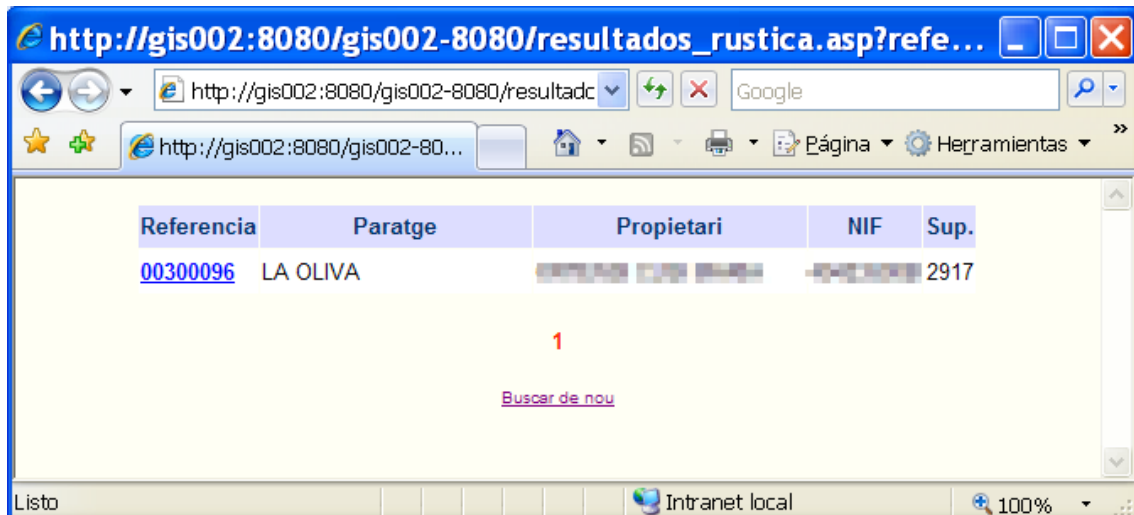 http://gis002:8080/gis002-8080/resultados_rustica.asp?refe...
http://gis002:8080/gis002-8080/resultadc Google
http://gis002:8080/gis002-80... Página Herramientas »
Referencia Paratge Propietari NIF Sup.
00300096 LA OLIVA 2917
1
Buscar de nou
Listo Intranet local 100%